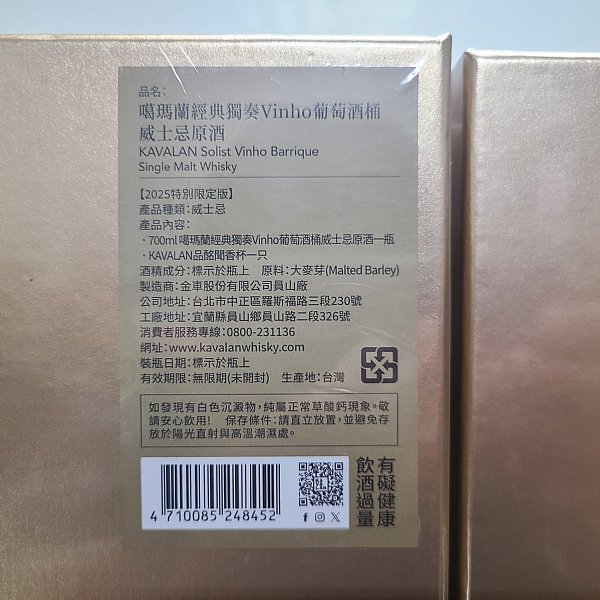 品名：
噶瑪蘭經典獨奏Vinho葡萄酒桶
威士忌原酒
KAVALAN Solist Vinho Barrique
Single Malt Whisky
【2025特別限定版】
產品種類：威士忌
產品內容：
・700ml 噶瑪蘭經典獨奏Vinho葡萄酒桶威士忌原酒一瓶
・KAVALAN品酩聞香杯一只
酒精成分：標示於瓶上 原料：大麥芽(Malted Barley)
製造商：金車股份有限公司員山廠
公司地址：台北市中正區羅斯福路三段230號
工廠地址：宜蘭縣員山鄉員山路二段326號
消費者服務專線：0800-231136
網址：www.kavalanwhisky.com
裝瓶日期：標示於瓶上
有效期限：無限期(未開封) 生產地：台灣
如發現有白色沉澱物，純屬正常草酸鈣現象。敬
請安心飲用! 保存條件：請直立放置，並避免存
放於陽光直射與高溫潮濕處。
飲酒過量
有礙健康
4 710085 248452